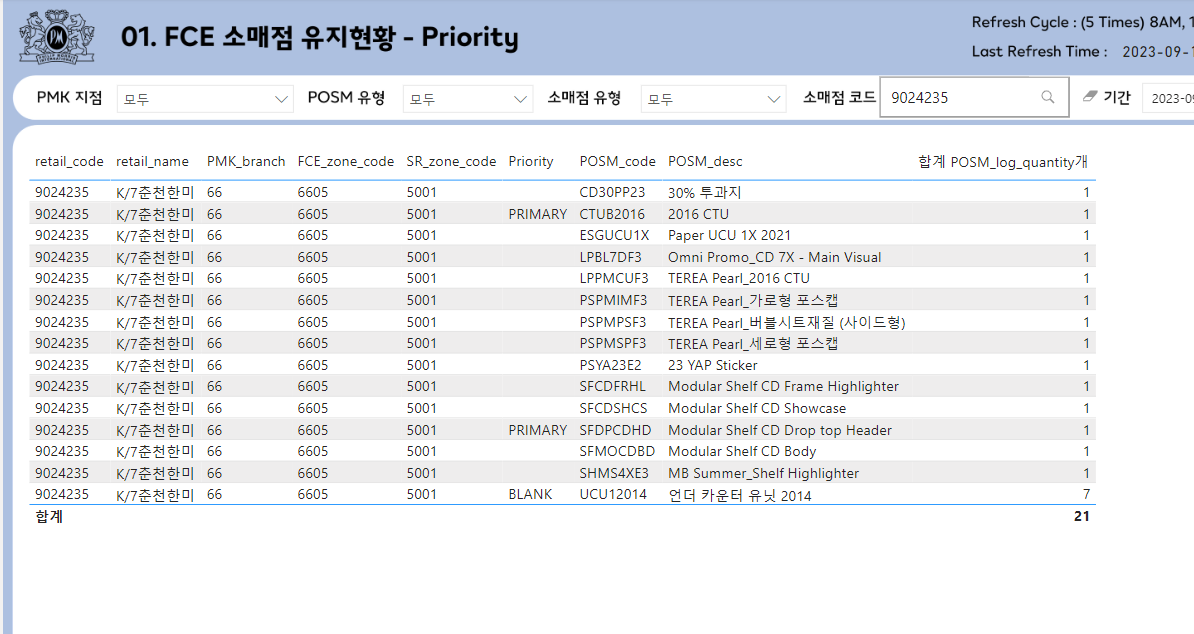 01. FCE 소매점 유지현황 - Priority
Refresh Cycle : (5 Times) 8AM, 1
Last Refresh Time : 2023-09-1
PMK 지점 모두 POSM 유형 모두 소매점 유형 모두 소매점 코드 9024235 기간 2023-09
retail_code retail_name PMK_branch FCE_zone_code SR_zone_code Priority POSM_code POSM_desc 합계 POSM_log_quantity개
9024235 K/7춘천한미 66 6605 5001 CD30PP23 30% 투과지 1
9024235 K/7춘천한미 66 6605 5001 PRIMARY CTUB2016 2016 CTU 1
9024235 K/7춘천한미 66 6605 5001 ESGUCU1X Paper UCU 1X 2021 1
9024235 K/7춘천한미 66 6605 5001 LPBL7DF3 Omni Promo_CD 7X - Main Visual 1
9024235 K/7춘천한미 66 6605 5001 LPPMCUF3 TEREA Pearl_2016 CTU 1
9024235 K/7춘천한미 66 6605 5001 PSPMIMF3 TEREA Pearl_가로형 포스캡 1
9024235 K/7춘천한미 66 6605 5001 PSPMPSF3 TEREA Pearl_버블시트재질 (사이드형) 1
9024235 K/7춘천한미 66 6605 5001 PSPMSPF3 TEREA Pearl_세로형 포스캡 1
9024235 K/7춘천한미 66 6605 5001 PSYA23E2 23 YAP Sticker 1
9024235 K/7춘천한미 66 6605 5001 SFCDFRHL Modular Shelf CD Frame Highlighter 1
9024235 K/7춘천한미 66 6605 5001 SFCDSHCS Modular Shelf CD Showcase 1
9024235 K/7춘천한미 66 6605 5001 PRIMARY SFDPCDHD Modular Shelf CD Drop top Header 1
9024235 K/7춘천한미 66 6605 5001 SFMOCDBD Modular Shelf CD Body 1
9024235 K/7춘천한미 66 6605 5001 SHMS4XE3 MB Summer_Shelf Highlighter 1
9024235 K/7춘천한미 66 6605 5001 BLANK UCU12014 언더 카운터 유닛 2014 7
합계 21